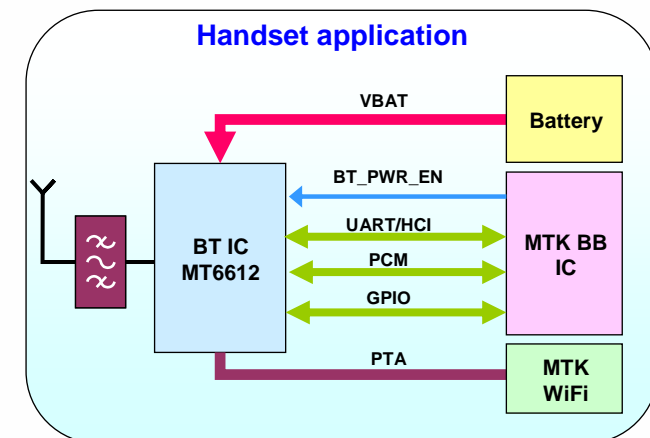 Handset application
VBAT
Battery
BT_PWR_EN
UART/HCI
BT IC
MT6612
MTK BB
IC
PCM
GPIO
PTA
MTK
WiFi